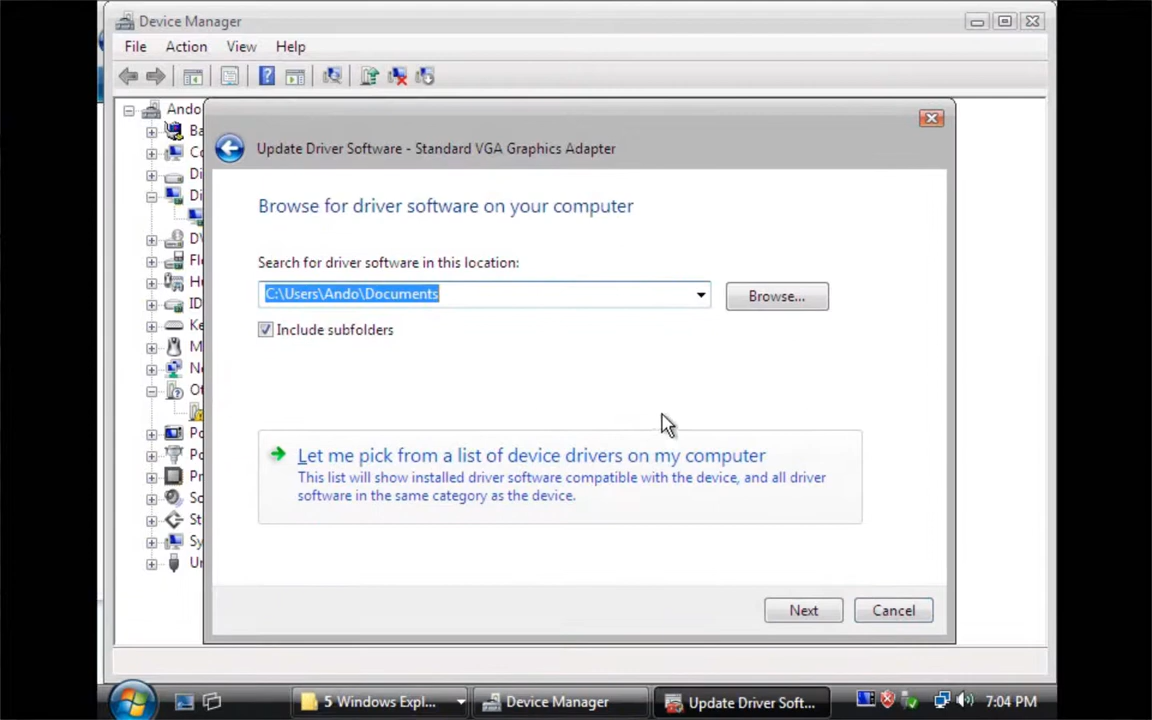 Device Manager
File Action View Help
Ando
Update Driver Software - Standard VGA Graphics Adapter
Browse for driver software on your computer
Search for driver software in this location:
C:\Users\Ando\Documents
Browse...
Include subfolders
Let me pick from a list of device drivers on my computer
This list will show installed driver software compatible with the device, and all driver
software in the same category as the device.
Next
Cancel
5 Windows Expl...
Device Manager
Update Driver Soft...
7:04 PM